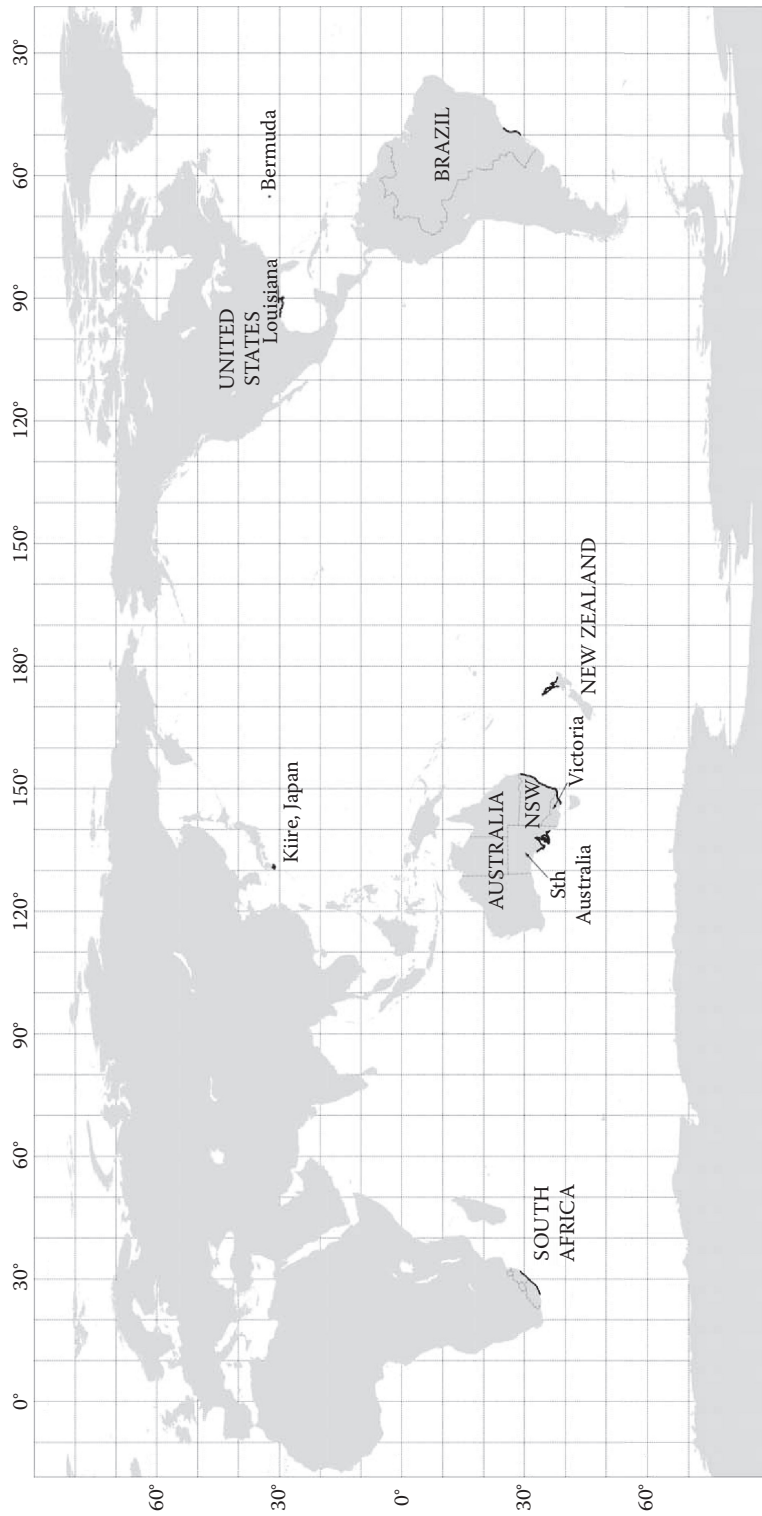 0°
30°
60°
90°
120°
150°
180°
150°
120°
90°
60°
30°
60°
30°
0°
30°
60°
UNITED
STATES
Louisiana
Bermuda
BRAZIL
Kiire, Japan
AUSTRALIA
NSW
Victoria
Sth
Australia
NEW ZEALAND
SOUTH
AFRICA